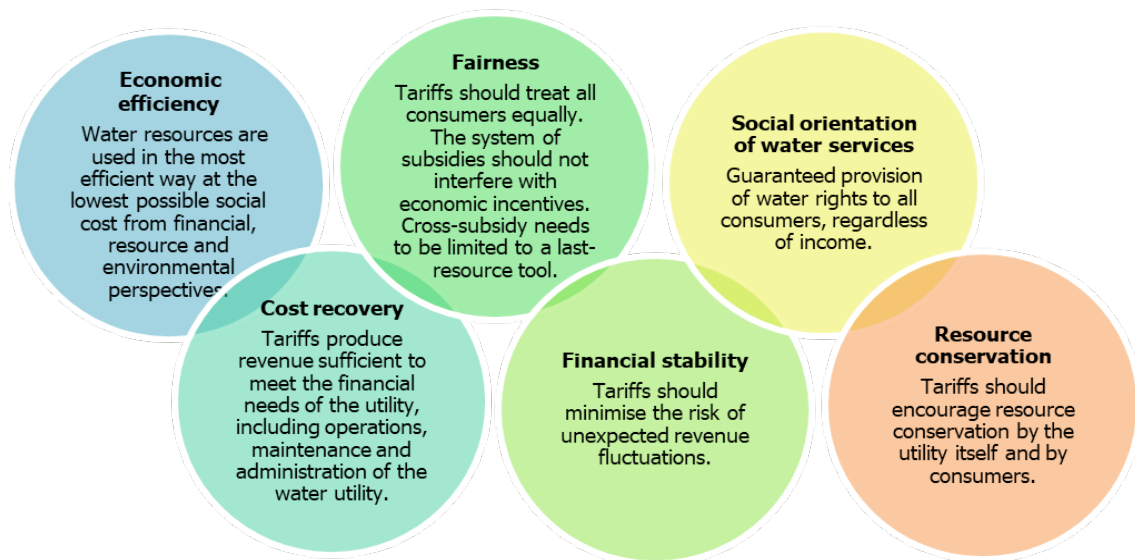 Economic
efficiency
Water resources are
used in the most
efficient way at the
lowest possible social
cost from financial,
resource and
environmental
perspectives.
Cost recovery
Tariffs produce
revenue sufficient to
meet the financial
needs of the utility,
including operations,
maintenance and
administration of the
water utility.
Fairness
Tariffs should treat all
consumers equally.
The system of
subsidies should not
interfere with
economic incentives.
Cross-subsidy needs
to be limited to a last-
resource tool.
Financial stability
Tariffs should
minimise the risk of
unexpected revenue
fluctuations.
Social orientation
of water services
Guaranteed provision
of water rights to all
consumers, regardless
of income.
Resource
conservation
Tariffs should
encourage resource
conservation by the
utility itself and by
consumers.